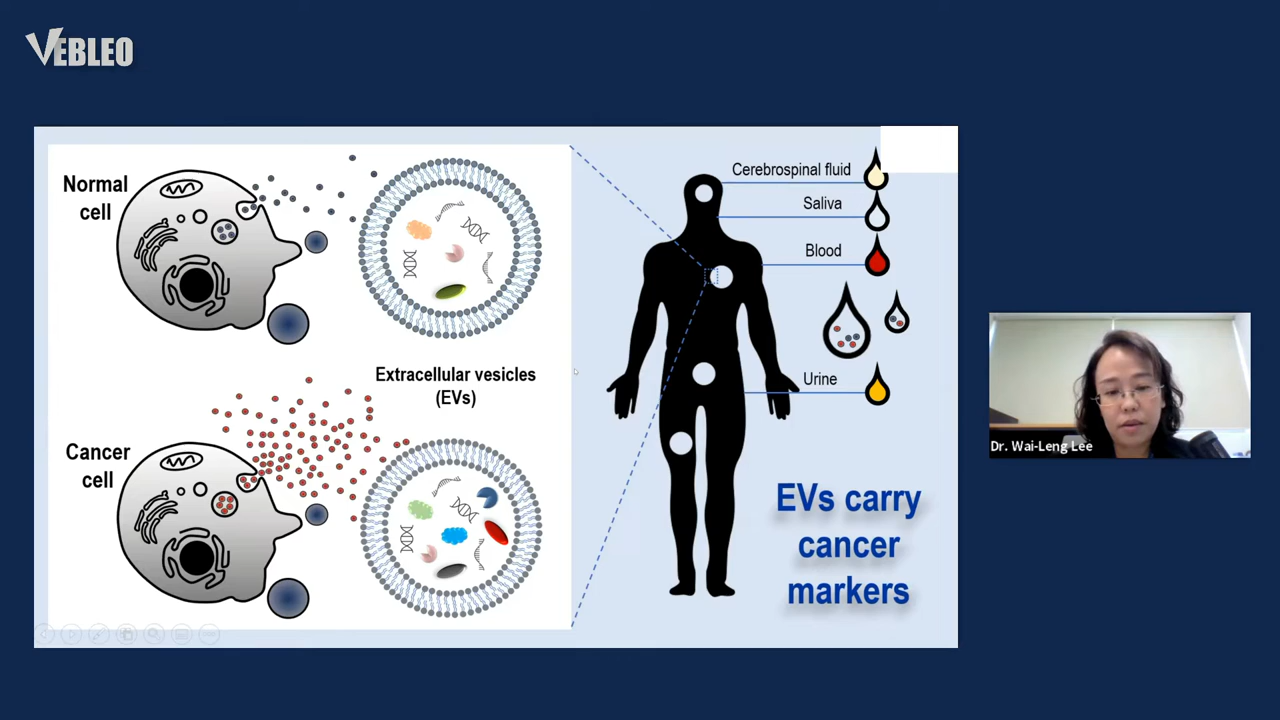 VEBLEO
Normal
cell
Extracellular vesicles
(EVs)
Cancer
cell
Cerebrospinal fluid
Saliva
Blood
Urine
EVs carry
cancer
markers
Dr. Wai-Leng Lee